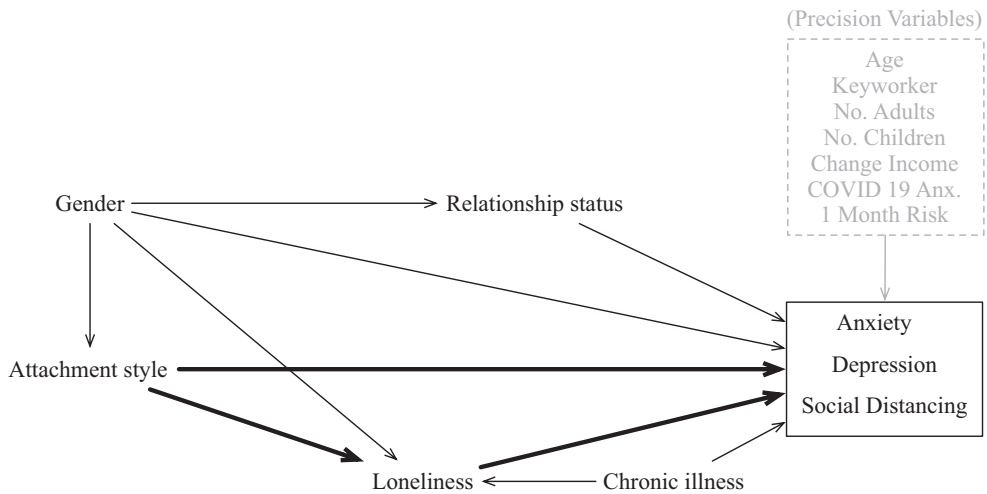 (Precision Variables)
Age
Keyworker
No. Adults
No. Children
Change Income
COVID 19 Anx.
1 Month Risk
Gender
Relationship status
Anxiety
Attachment style
Depression
Social Distancing
Loneliness
Chronic illness